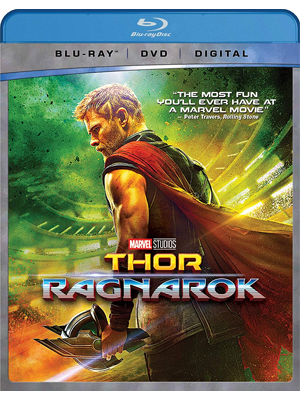 Blu-ray Disc
BLU-RAY™ | DVD | DIGITAL
"THE MOST FUN
YOU'LL EVER HAVE AT
A MARVEL MOVIE"
– Peter Travers, Rolling Stone
MARVEL STUDIOS
THOR
RAGNAROK